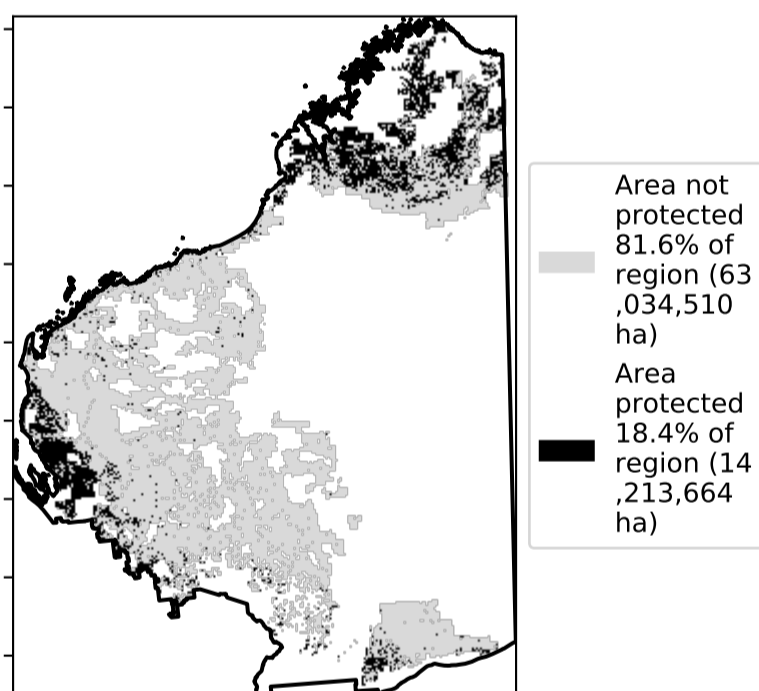 Area not
protected
81.6% of
region (63
,034,510
ha)
Area
protected
18.4% of
region (14
,213,664
ha)